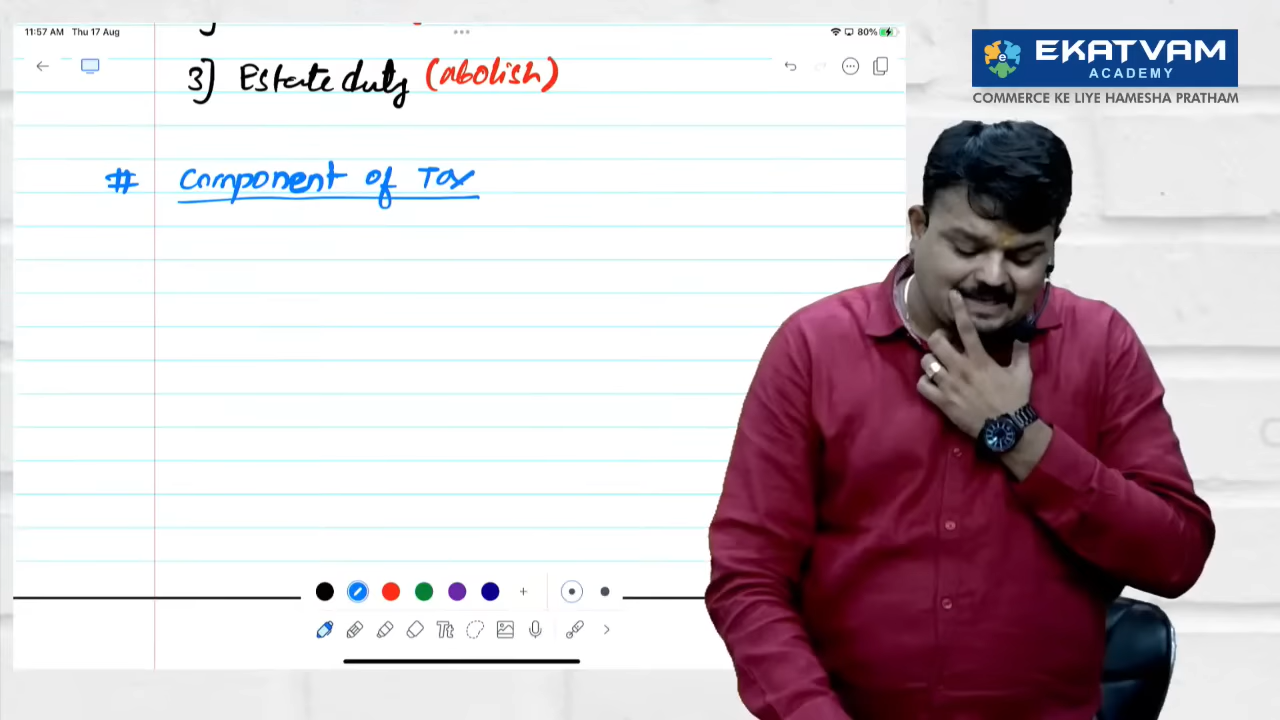 11:57 AM Thu 17 Aug
80%
3) Estate duty (abolish)
# Component of Tax
Tt
EKATVAM
ACADEMY
COMMERCE KE LIYE HAMESHA PRATHAM